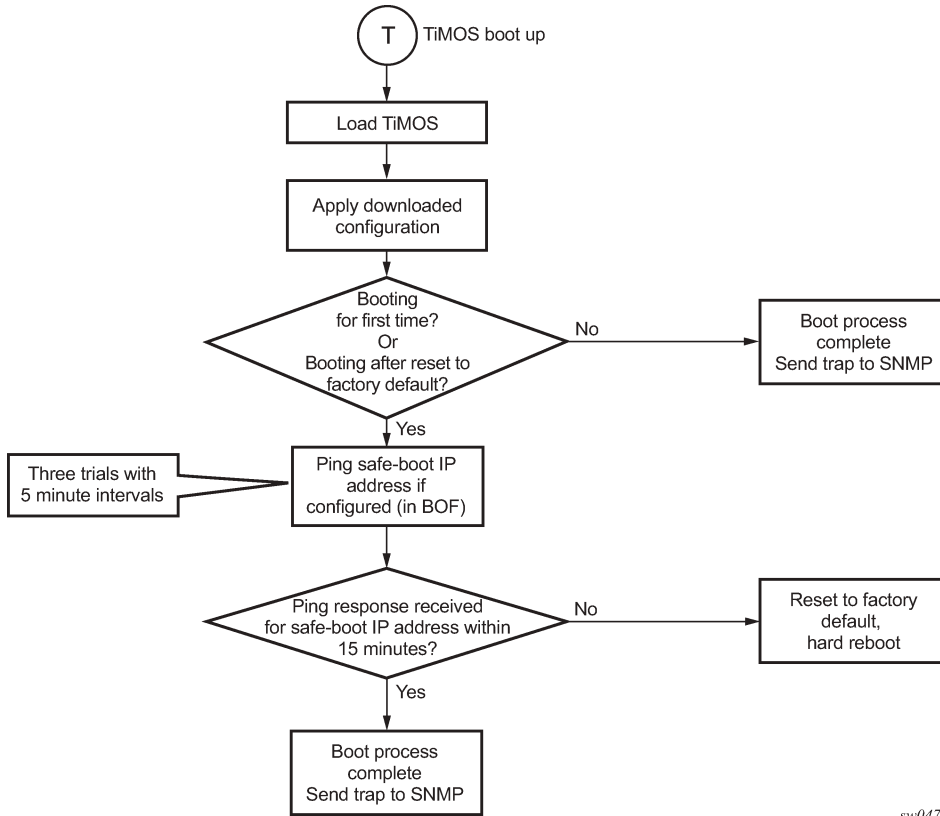 T
TiMOS boot up
Load TiMOS
Apply downloaded
configuration
Booting
for first time?
Or
Booting after reset to
factory default?
No
Boot process
complete
Send trap to SNMP
Yes
Three trials with
5 minute intervals
Ping safe-boot IP
address if
configured (in BOF)
Ping response received
for safe-boot IP address within
15 minutes?
No
Reset to factory
default,
hard reboot
Yes
Boot process
complete
Send trap to SNMP
sw047